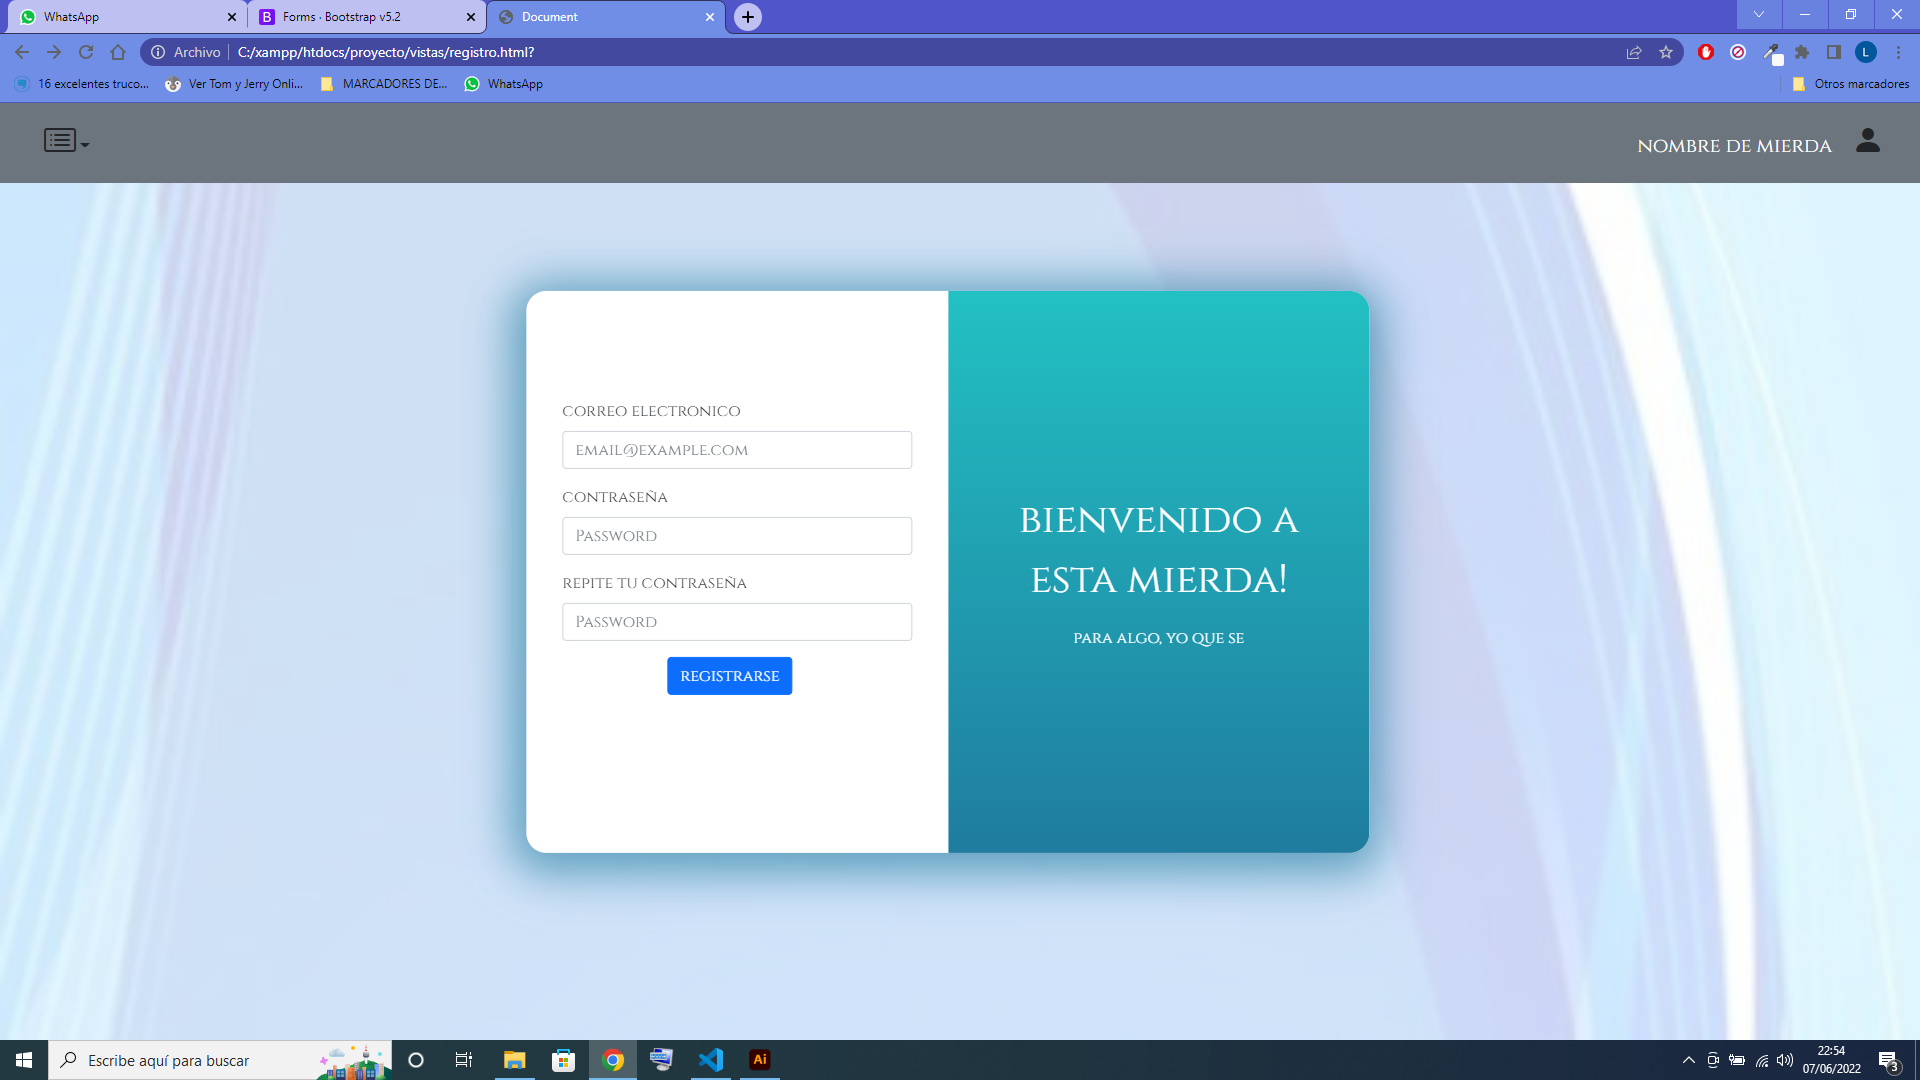 WhatsApp
Forms · Bootstrap v5.2
Document
Archivo
C:/xampp/htdocs/proyecto/vistas/registro.html?
L
16 excelentes truco...
Ver Tom y Jerry Onli...
MARCADORES DE...
WhatsApp
Otros marcadores
NOMBRE DE MIERDA
CORREO ELECTRONICO
EMAIL@EXAMPLE.COM
CONTRASEÑA
Password
REPITE TU CONTRASEÑA
Password
REGISTRARSE
BIENVENIDO A
ESTA MIERDA!
PARA ALGO, YO QUE SE
Escribe aquí para buscar
Ai
22:54
07/06/2022
3